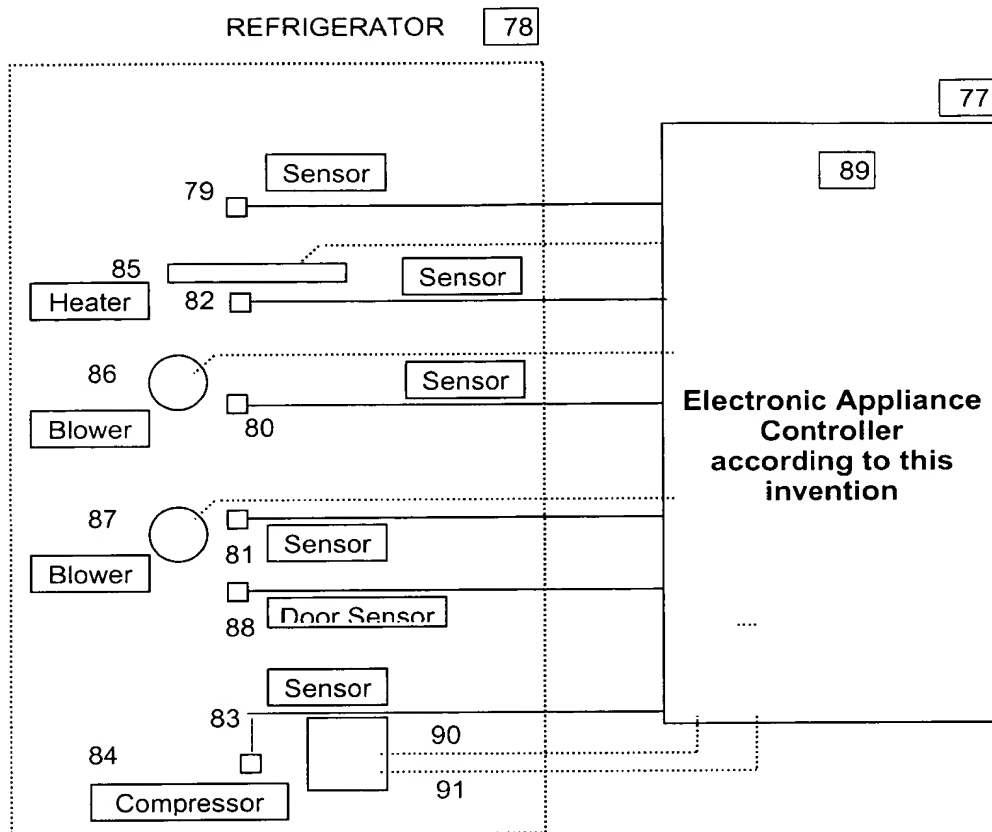 REFRIGERATOR 78
77
89
Sensor
79
85
Sensor
Heater
82
86
Sensor
Blower
80
Electronic Appliance
Controller
according to this
invention
87
81
Sensor
Blower
88
Door Sensor
Sensor
83
90
84
91
Compressor